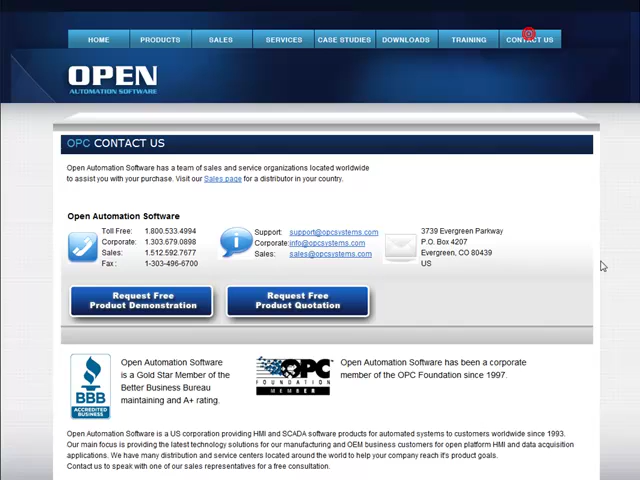 HOME PRODUCTS SALES SERVICES CASE STUDIES DOWNLOADS TRAINING CONTACT US
OPEN
AUTOMATION SOFTWARE
OPC CONTACT US
Open Automation Software has a team of sales and service organizations located worldwide
to assist you with your purchase. Visit our Sales page for a distributor in your country.
Open Automation Software
Toll Free: 1.800.533.4994
Corporate: 1.303.679.0898
Sales: 1.512.592.7677
Fax : 1-303-496-6700
Support: support@opcsystems.com
Corporate: info@opcsystems.com
Sales: sales@opcsystems.com
3739 Evergreen Parkway
P.O. Box 4207
Evergreen, CO 80439
US
Request Free
Product Demonstration
Request Free
Product Quotation
BBB
ACCREDITED
BUSINESS
Open Automation Software
is a Gold Star Member of the
Better Business Bureau
maintaining and A+ rating.
OPC
FOUNDATION
MEMBER
Open Automation Software has been a corporate
member of the OPC Foundation since 1997.
Open Automation Software is a US corporation providing HMI and SCADA software products for automated systems to customers worldwide since 1993.
Our main focus is providing the latest technology solutions for our manufacturing and OEM business customers for open platform HMI and data acquisition
applications. We have many distribution and service centers located around the world to help your company reach it's product goals.
Contact us to speak with one of our sales representatives for a free consultation.